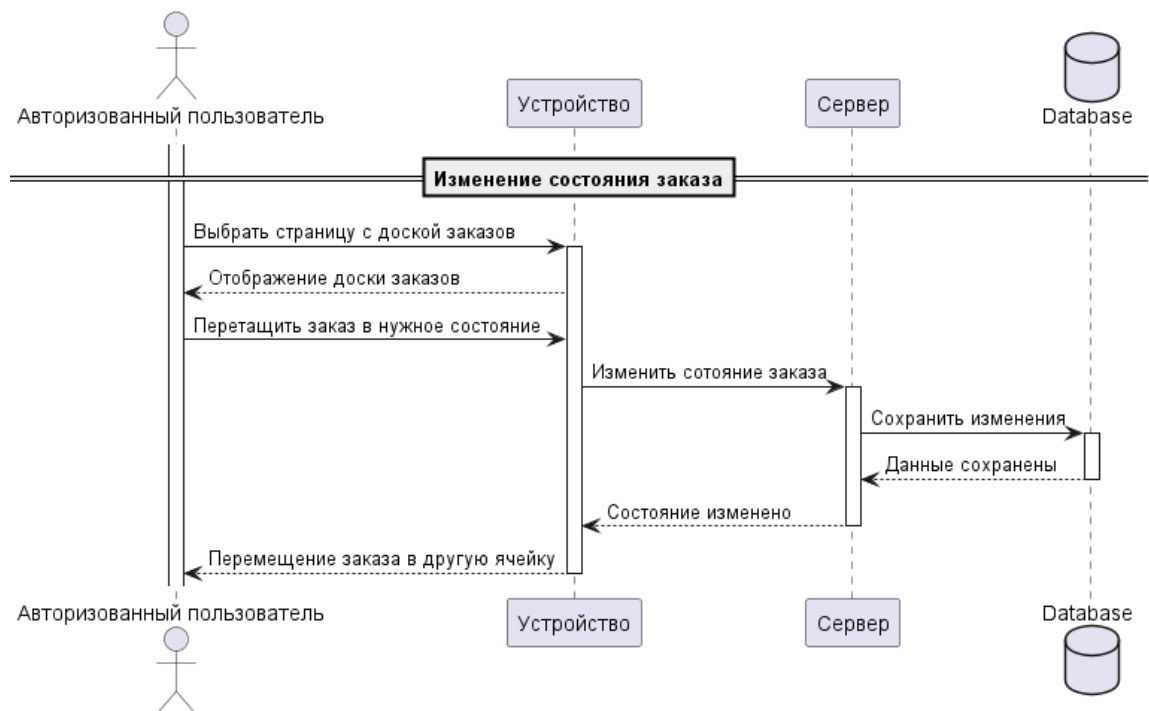 Авторизованный пользователь
Устройство
Сервер
Database
Изменение состояния заказа
Выбрать страницу с доской заказов
Отображение доски заказов
Перетащить заказ в нужное состояние
Изменить сотояние заказа
Сохранить изменения
Данные сохранены
Состояние изменено
Перемещение заказа в другую ячейку
Авторизованный пользователь
Устройство
Сервер
Database